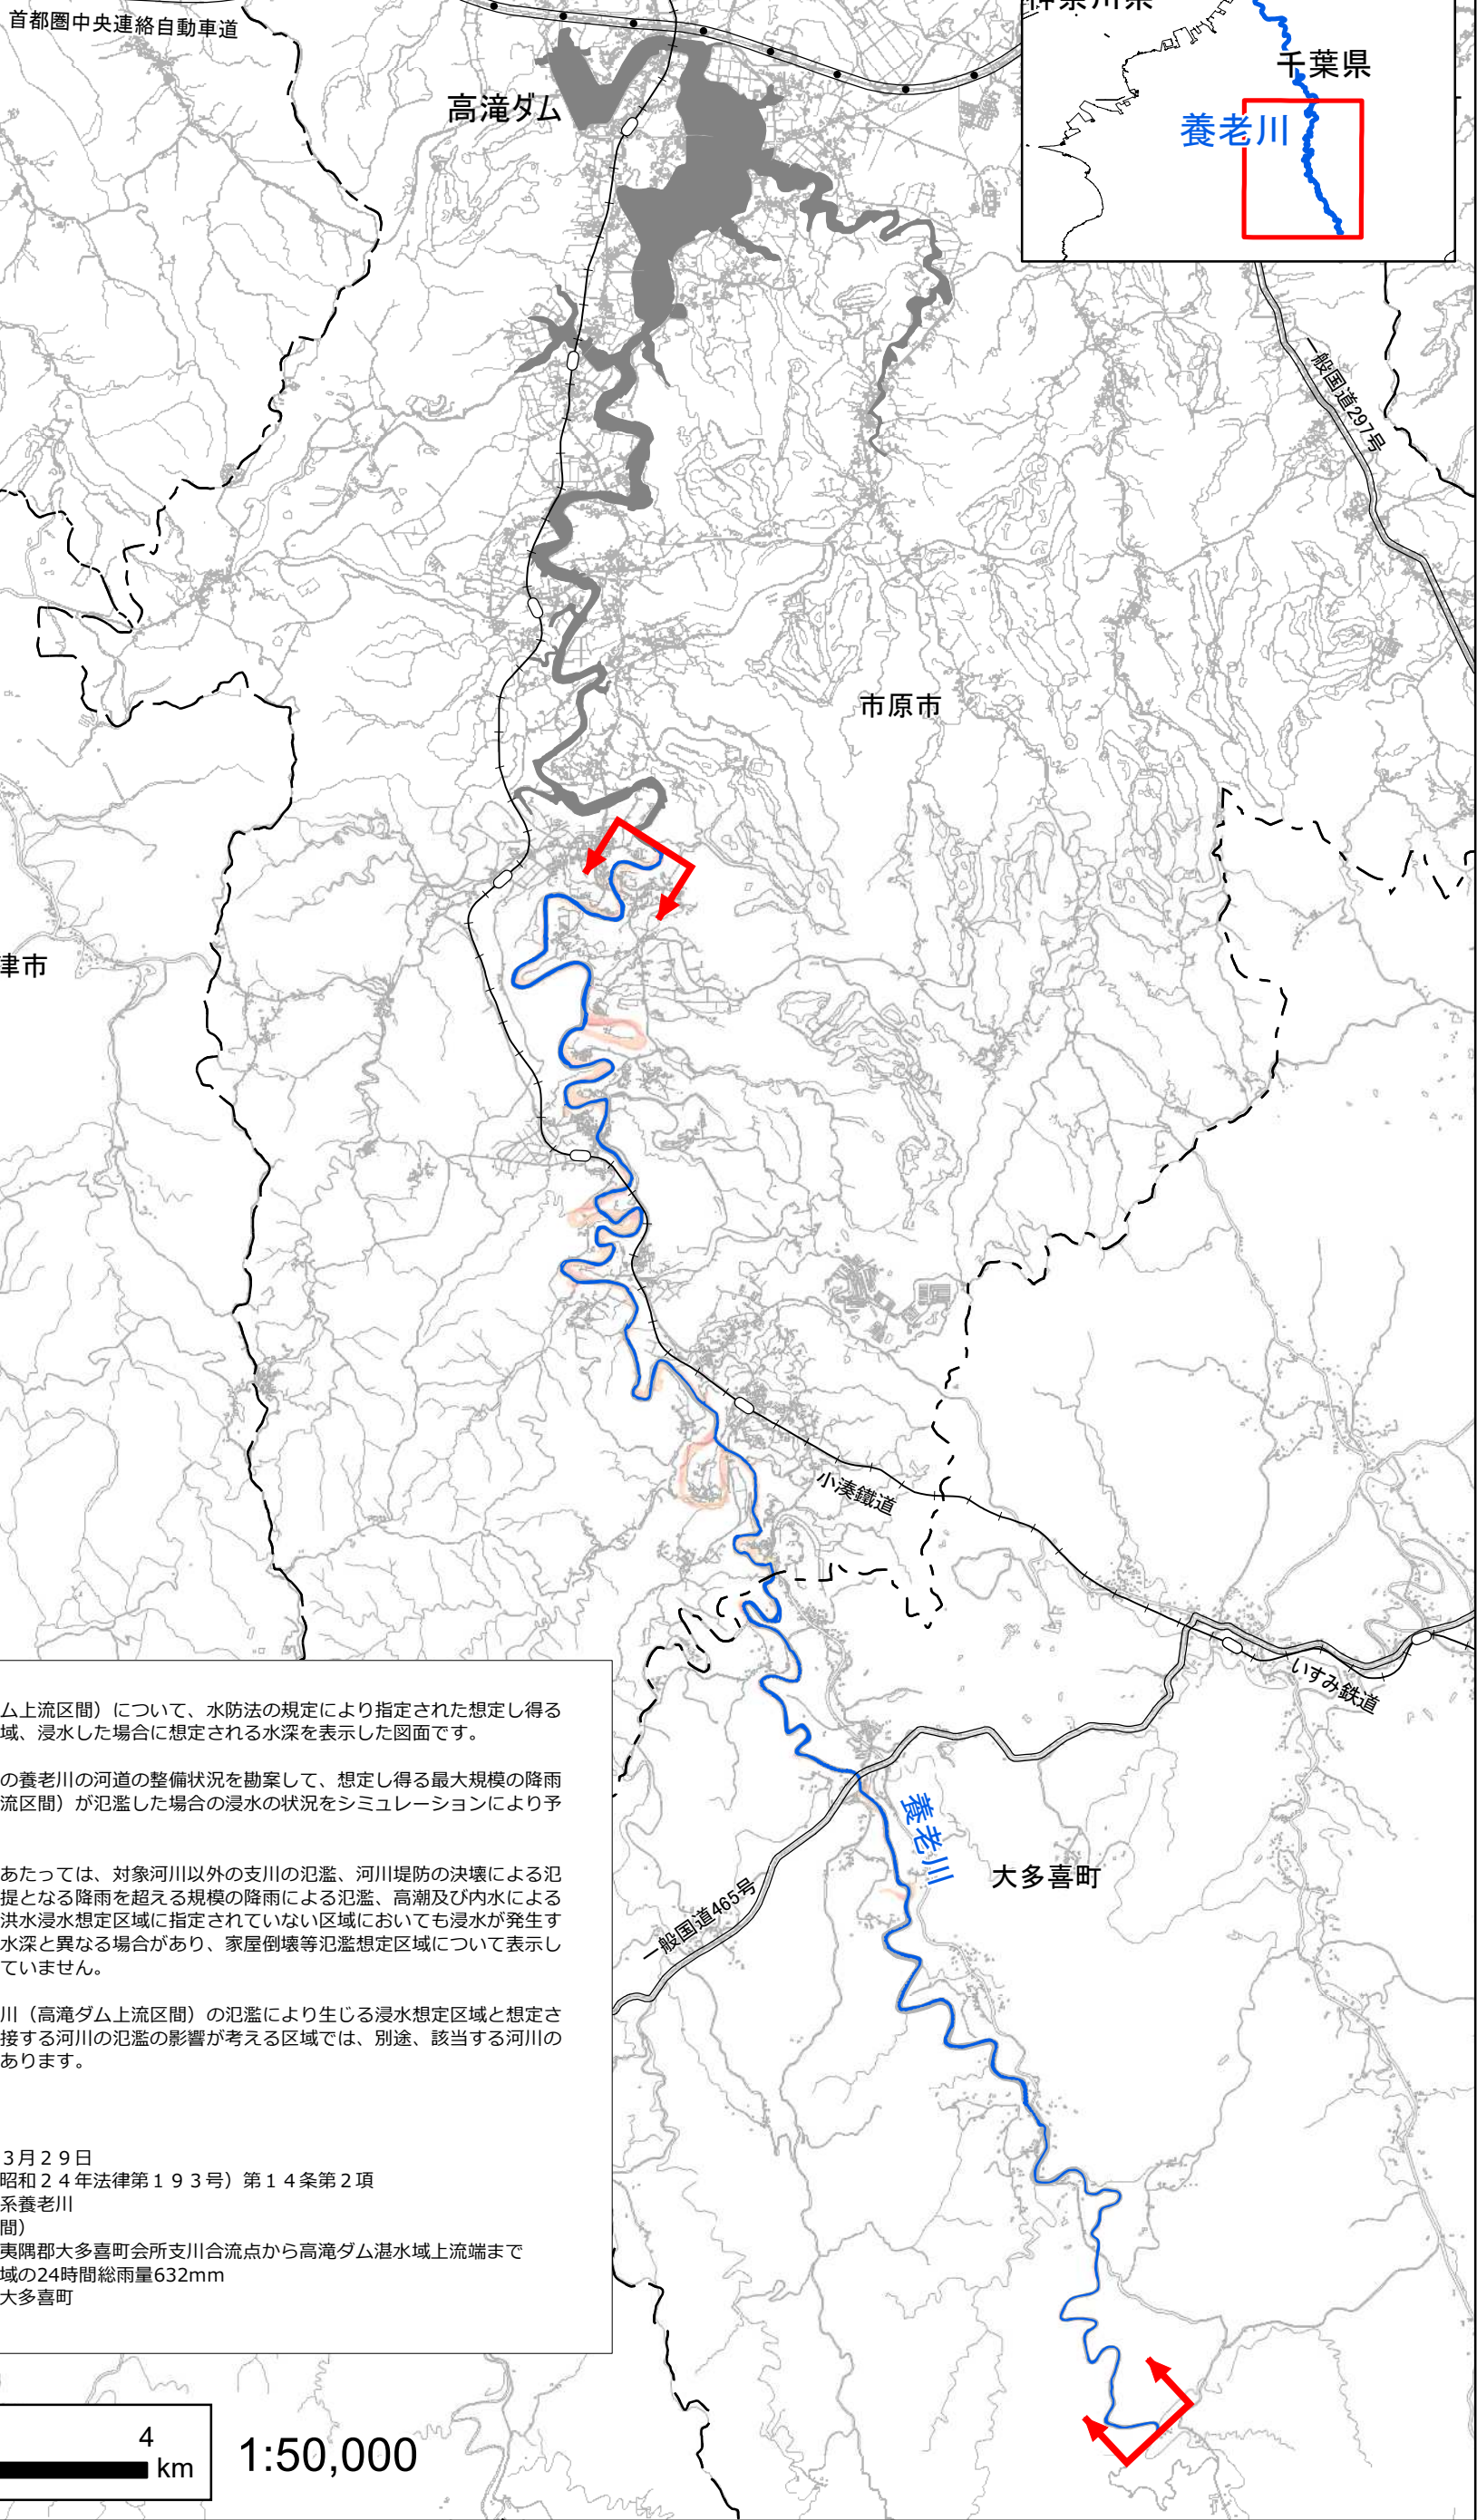 首都圏中央連絡自動車道
神奈川県
千葉県
養老川
高滝ダム
一般国道297号
市原市
津市
小湊鐵道
いすみ鉄道
養老川
大多喜町
一般国道465号
ム上流区間）について、水防法の規定により指定された想定し得る
域、浸水した場合に想定される水深を表示した図面です。
の養老川の河道の整備状況を勘案して、想定し得る最大規模の降雨
流区間）が氾濫した場合の浸水の状況をシミュレーションにより予
あたっては、対象河川以外の支川の氾濫、河川堤防の決壊による氾
提となる降雨を超える規模の降雨による氾濫、高潮及び内水による
洪水浸水想定区域に指定されていない区域においても浸水が発生す
水深と異なる場合があり、家屋倒壊等氾濫想定区域について表示し
ていません。
川（高滝ダム上流区間）の氾濫により生じる浸水想定区域と想定さ
接する河川の氾濫の影響が考える区域では、別途、該当する河川の
あります。
３月２９日
昭和２４年法律第１９３号）第１４条第２項
系養老川
間）
夷隅郡大多喜町会所支川合流点から高滝ダム湛水域上流端まで
域の24時間総雨量632mm
大多喜町
4
km
1:50,000